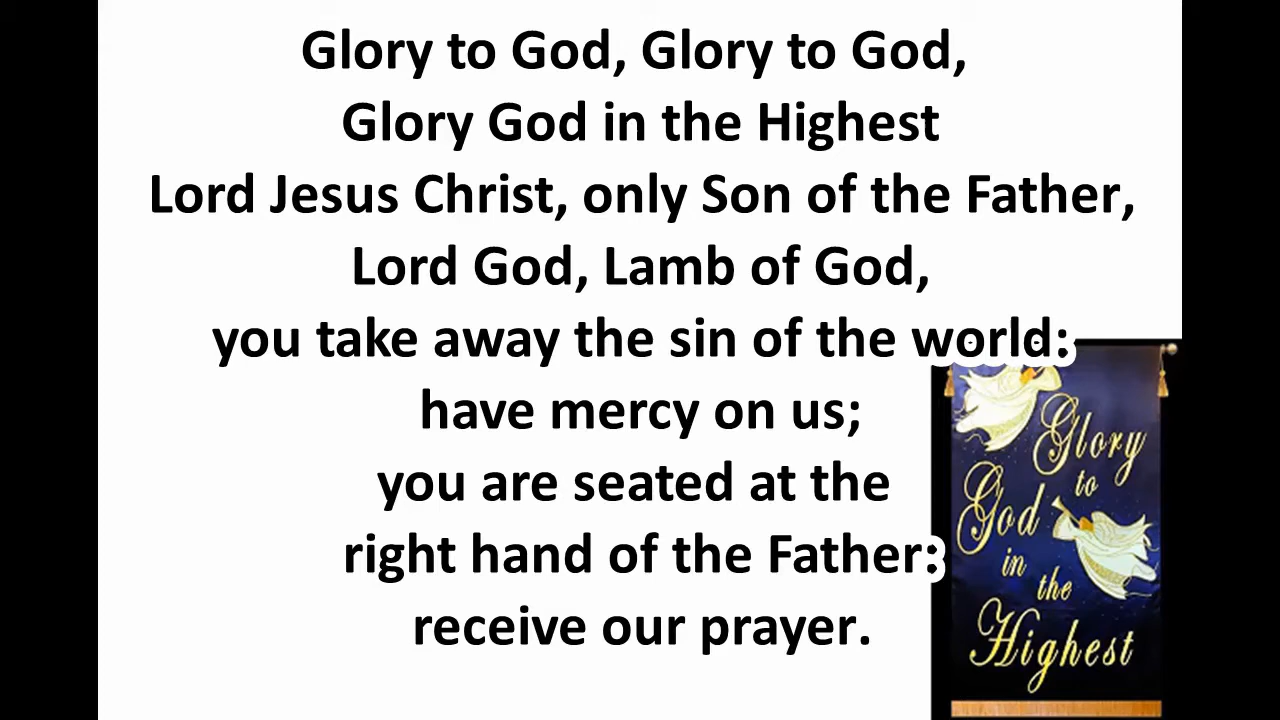 Glory to God, Glory to God,
Glory God in the Highest
Lord Jesus Christ, only Son of the Father,
Lord God, Lamb of God,
you take away the sin of the world:
have mercy on us;
you are seated at the
right hand of the Father:
receive our prayer.
Glory
to
God
in
the
Highest